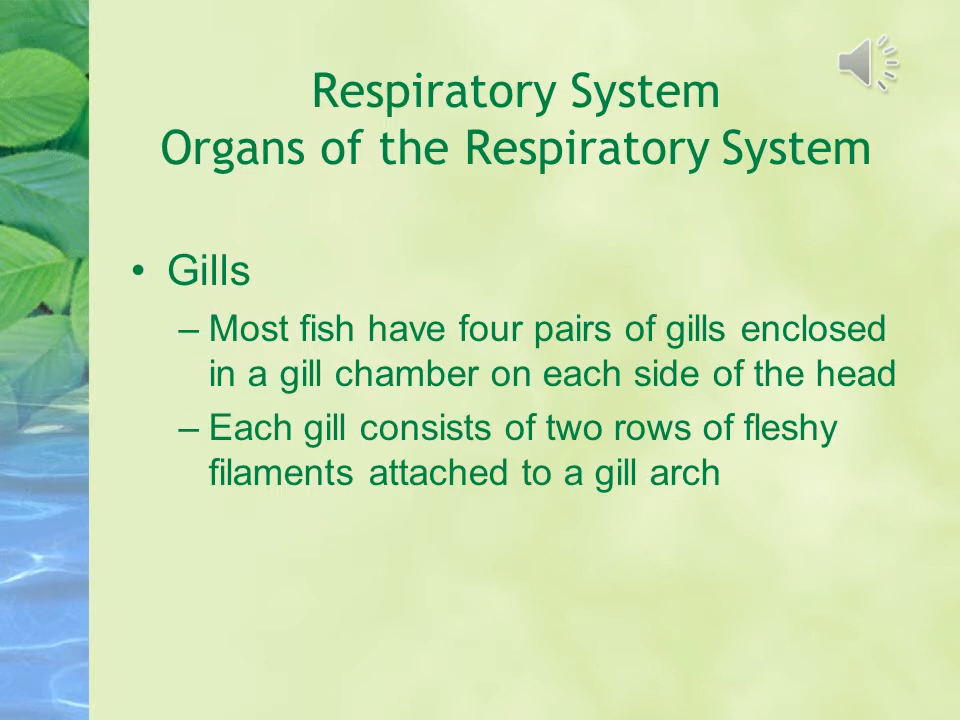 Respiratory System
Organs of the Respiratory System
• Gills
– Most fish have four pairs of gills enclosed
in a gill chamber on each side of the head
– Each gill consists of two rows of fleshy
filaments attached to a gill arch